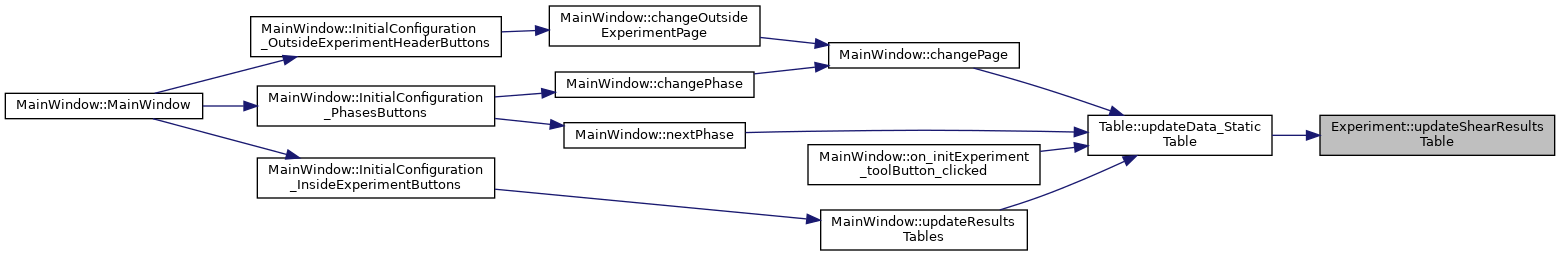 MainWindow::MainWindow
MainWindow::InitialConfiguration
_OutsideExperimentHeaderButtons
MainWindow::InitialConfiguration
_PhasesButtons
MainWindow::InitialConfiguration
_InsideExperimentButtons
MainWindow::changeOutside
ExperimentPage
MainWindow::changePhase
MainWindow::nextPhase
MainWindow::changePage
MainWindow::on_initExperiment
_toolButton_clicked
MainWindow::updateResults
Tables
Table::updateData_Static
Table
Experiment::updateShearResults
Table